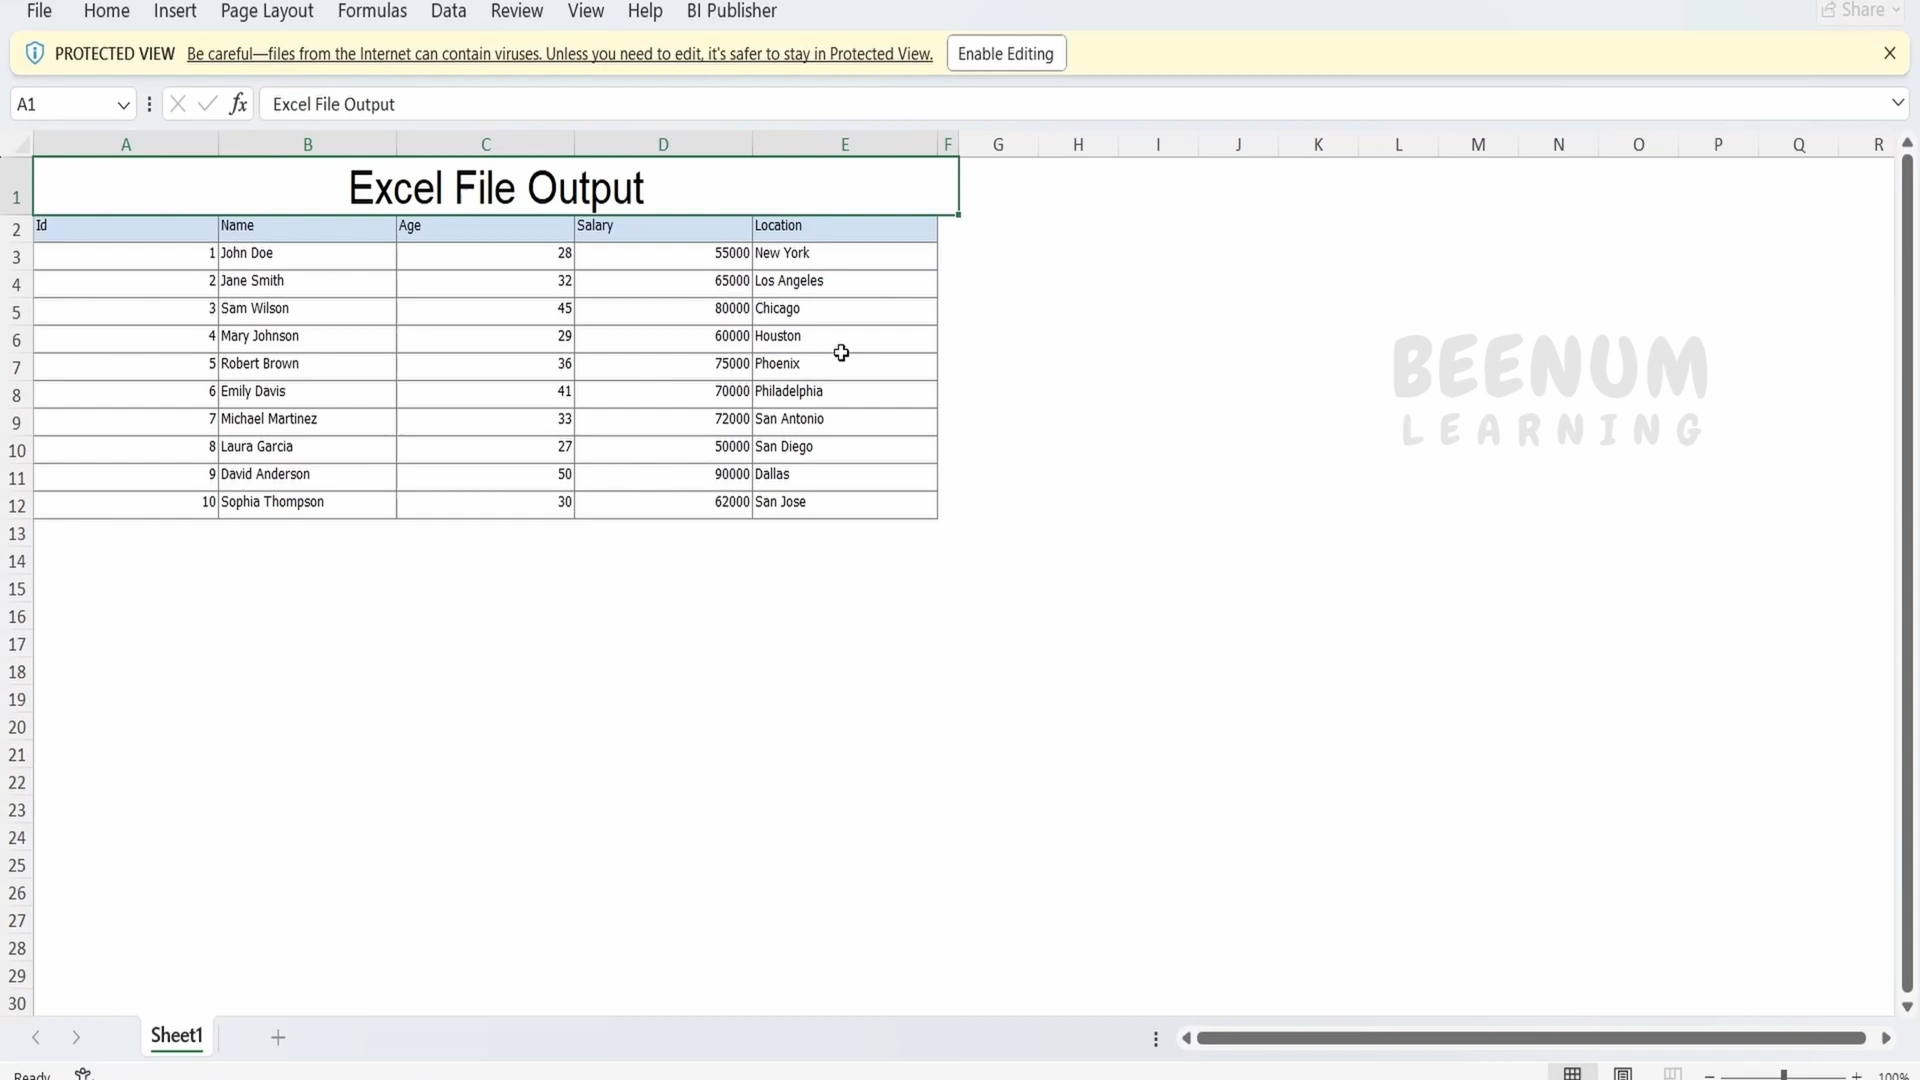 File Home Insert Page Layout Formulas Data Review View Help BI Publisher Share
PROTECTED VIEW Be careful—files from the Internet can contain viruses. Unless you need to edit, it's safer to stay in Protected View. Enable Editing
A1 fx Excel File Output
A B C D E F G H I J K L M N O P Q R
1 Excel File Output
2 Id Name Age Salary Location
3 1 John Doe 28 55000 New York
4 2 Jane Smith 32 65000 Los Angeles
5 3 Sam Wilson 45 80000 Chicago
6 4 Mary Johnson 29 60000 Houston
7 5 Robert Brown 36 75000 Phoenix
8 6 Emily Davis 41 70000 Philadelphia
9 7 Michael Martinez 33 72000 San Antonio
10 8 Laura Garcia 27 50000 San Diego
11 9 David Anderson 50 90000 Dallas
12 10 Sophia Thompson 30 62000 San Jose
BEENUM
LEARNING
13
14
15
16
17
18
19
20
21
22
23
24
25
26
27
28
29
30
Sheet1
Ready 100%